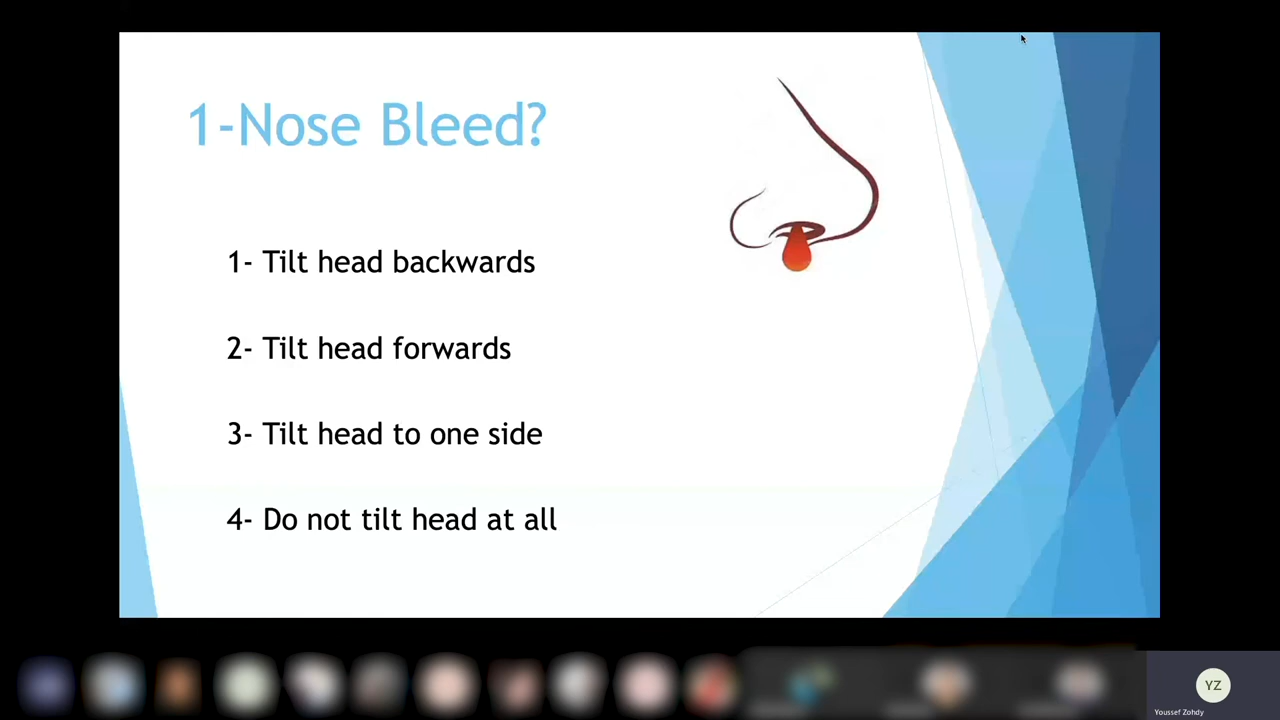 1-Nose Bleed?
1- Tilt head backwards
2- Tilt head forwards
3- Tilt head to one side
4- Do not tilt head at all
YZ
Youssef Zohdy